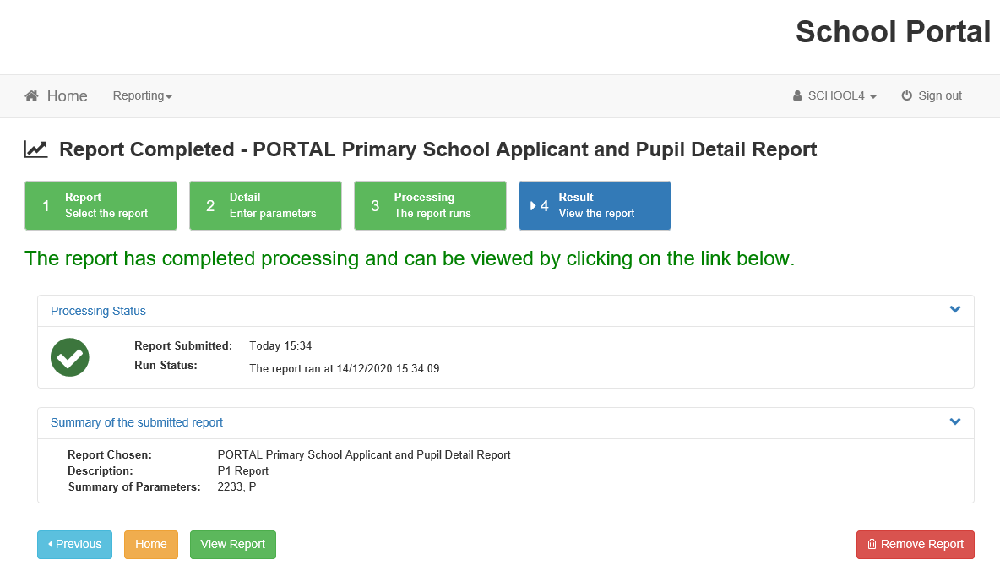 School Portal
Home Reporting SCHOOL4 Sign out
Report Completed - PORTAL Primary School Applicant and Pupil Detail Report
1 Report
Select the report
2 Detail
Enter parameters
3 Processing
The report runs
4 Result
View the report
The report has completed processing and can be viewed by clicking on the link below.
Processing Status
Report Submitted: Today 15:34
Run Status: The report ran at 14/12/2020 15:34:09
Summary of the submitted report
Report Chosen: PORTAL Primary School Applicant and Pupil Detail Report
Description: P1 Report
Summary of Parameters: 2233, P
Previous Home View Report Remove Report